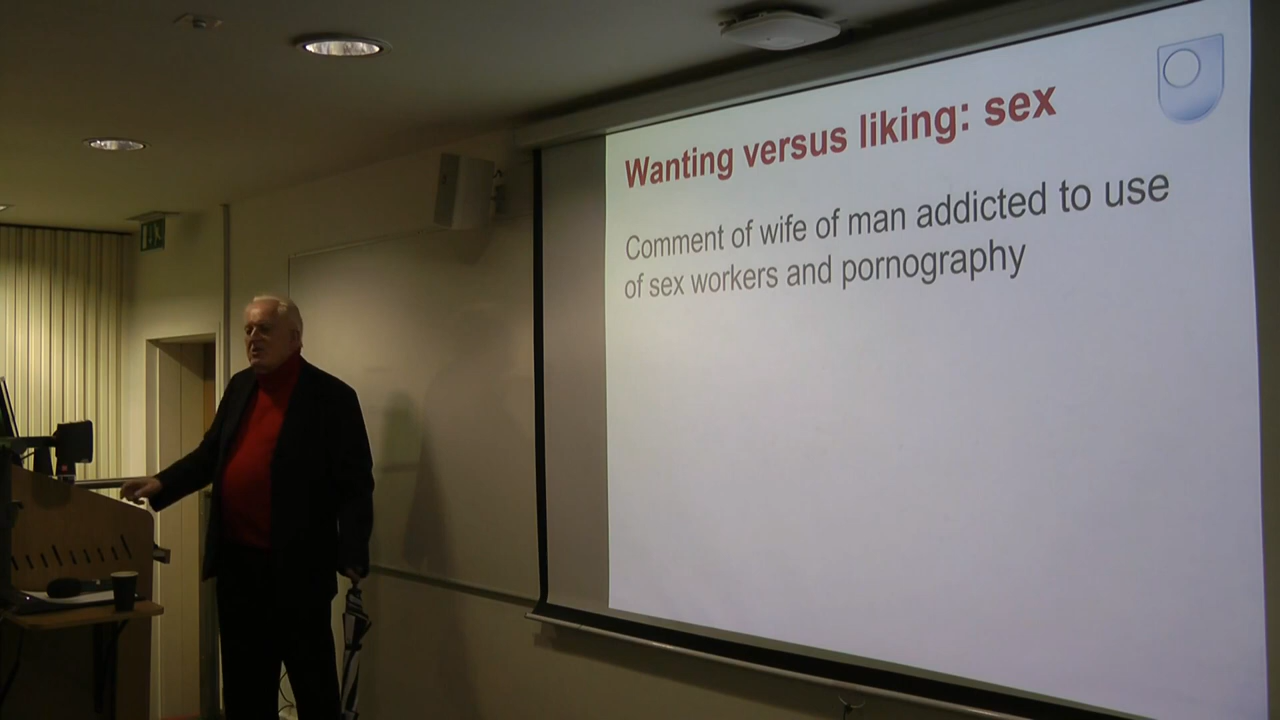 Wanting versus liking: sex
Comment of wife of man addicted to use
of sex workers and pornography